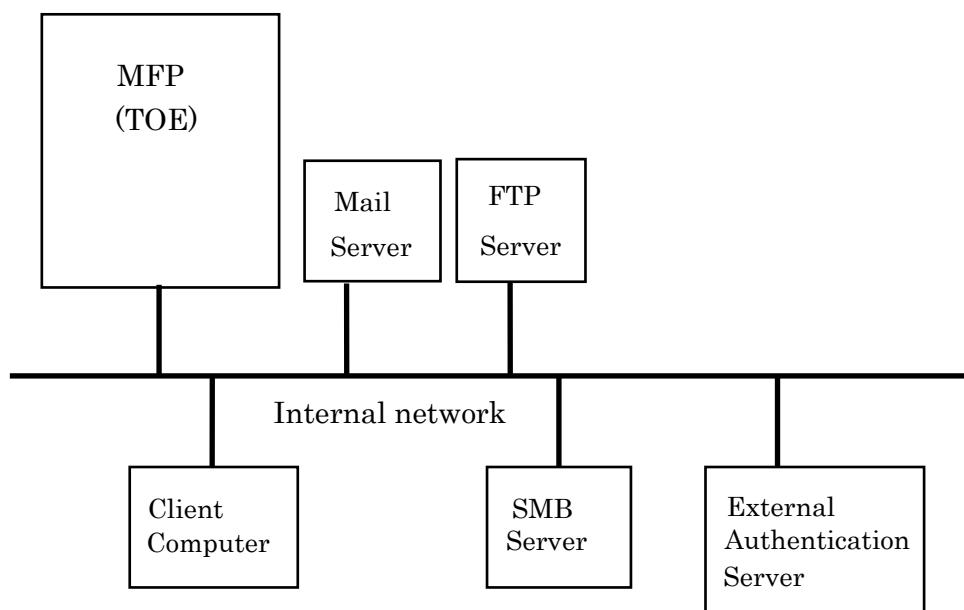 MFP
(TOE)
Mail
Server
FTP
Server
Internal network
Client
Computer
SMB
Server
External
Authentication
Server